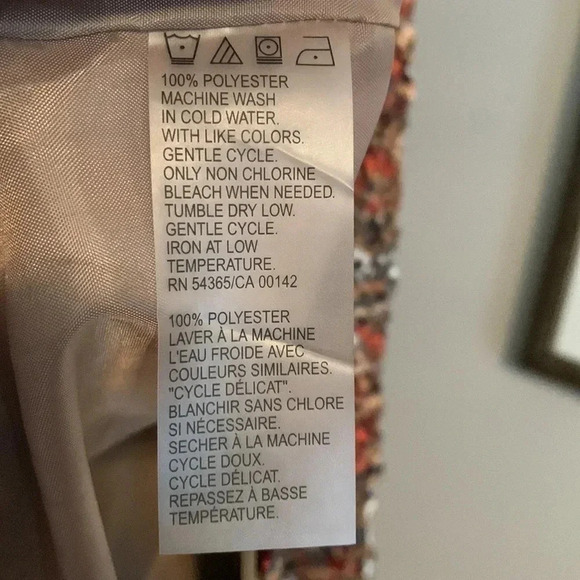 100% POLYESTER
MACHINE WASH
IN COLD WATER.
WITH LIKE COLORS.
GENTLE CYCLE.
ONLY NON CHLORINE
BLEACH WHEN NEEDED.
TUMBLE DRY LOW.
GENTLE CYCLE.
IRON AT LOW
TEMPERATURE.
RN 54365/CA 00142
100% POLYESTER
LAVER À LA MACHINE
L'EAU FROIDE AVEC
COULEURS SIMILAIRES.
"CYCLE DÉLICAT".
BLANCHIR SANS CHLORE
SI NÉCESSAIRE.
SECHER À LA MACHINE
CYCLE DOUX.
CYCLE DÉLICAT.
REPASSEZ À BASSE
TEMPÉRATURE.